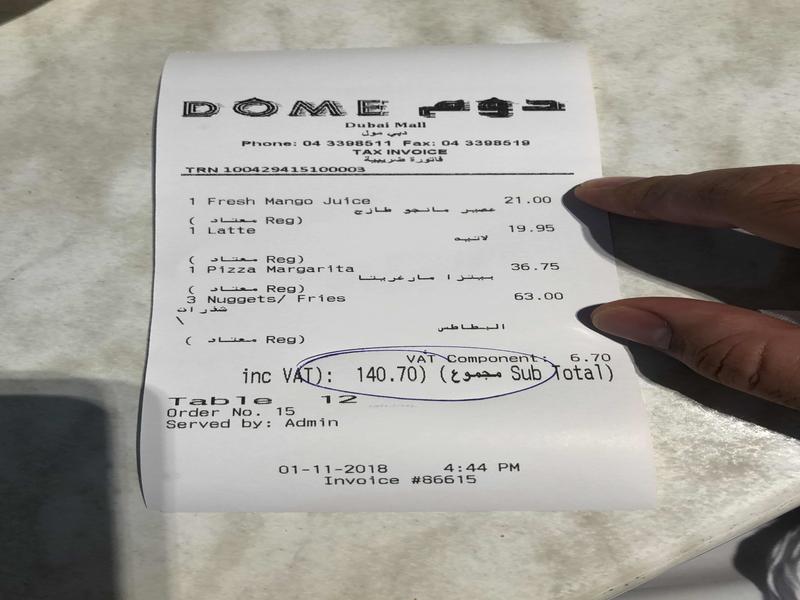 DOME دوم
Dubai Mall
دبي مول
Phone: 04 3398511 Fax: 04 3398519
TAX INVOICE
فاتورة ضريبية
TRN 100429415100003
1 Fresh Mango Juice 21.00
عصير مانجو طازج
( معتاد Reg)
1 Latte 19.95
لاتيه
( معتاد Reg)
1 Pizza Margarita 36.75
بيتزا مارغريتا
( معتاد Reg)
3 Nuggets/ Fries 63.00
شذرات
\
البطاطس
( معتاد Reg)
VAT Component: 6.70
inc VAT): 140.70) (مجموع Sub Total)
Table 12
Order No. 15
Served by: Admin
01-11-2018 4:44 PM
Invoice #86615